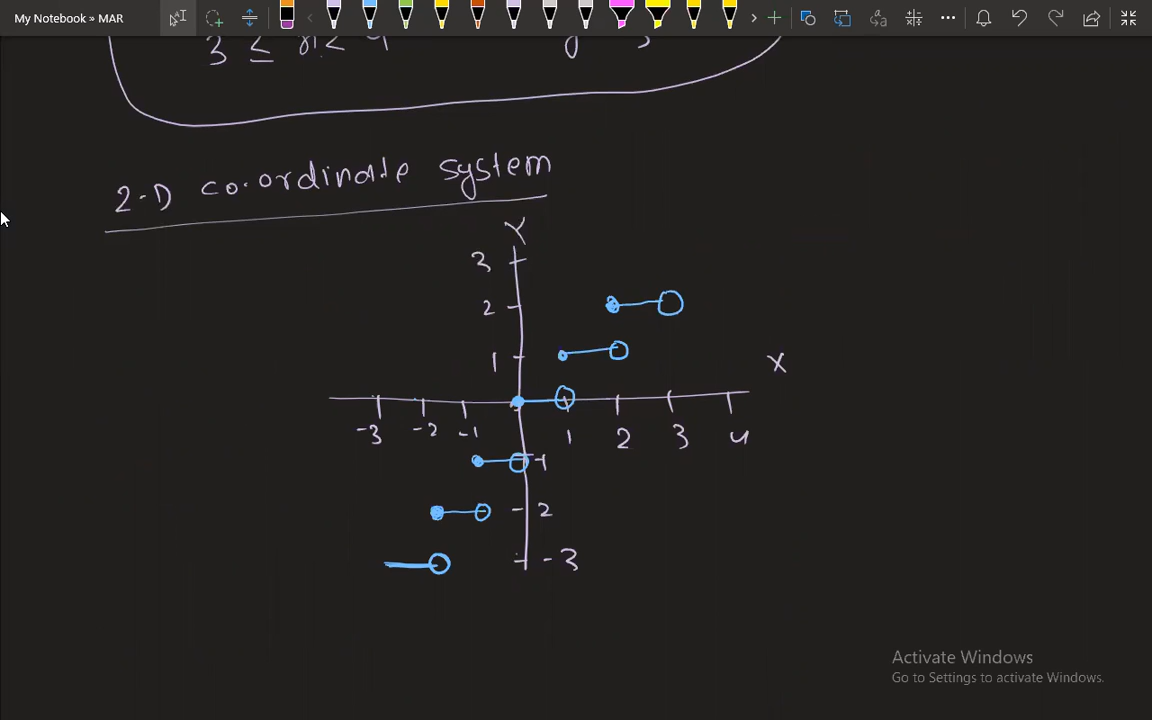 My Notebook » MAR
3 ≤
2-D co-ordinate system
Y
3
2
1
X
-3 -2 -1 1 2 3 4
-1
- 2
- 3
Activate Windows
Go to Settings to activate Windows.